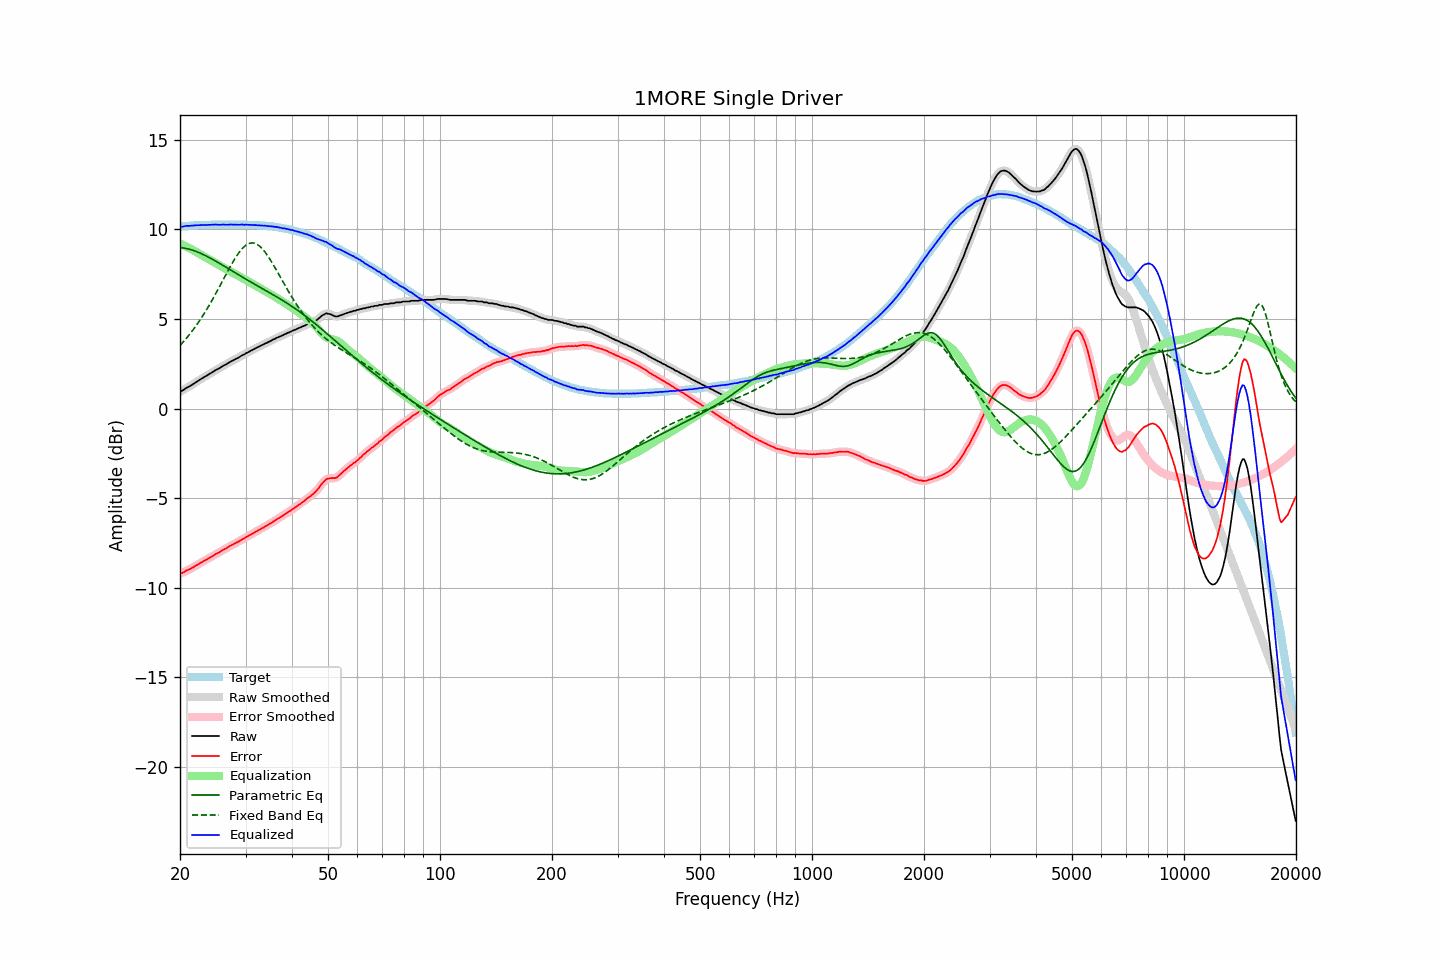 1MORE Single Driver
Amplitude (dBr)
15
10
5
0
−5
−10
−15
−20
Target
Raw Smoothed
Error Smoothed
Raw
Error
Equalization
Parametric Eq
Fixed Band Eq
Equalized
20 50 100 200 500 1000 2000 5000 10000 20000
Frequency (Hz)